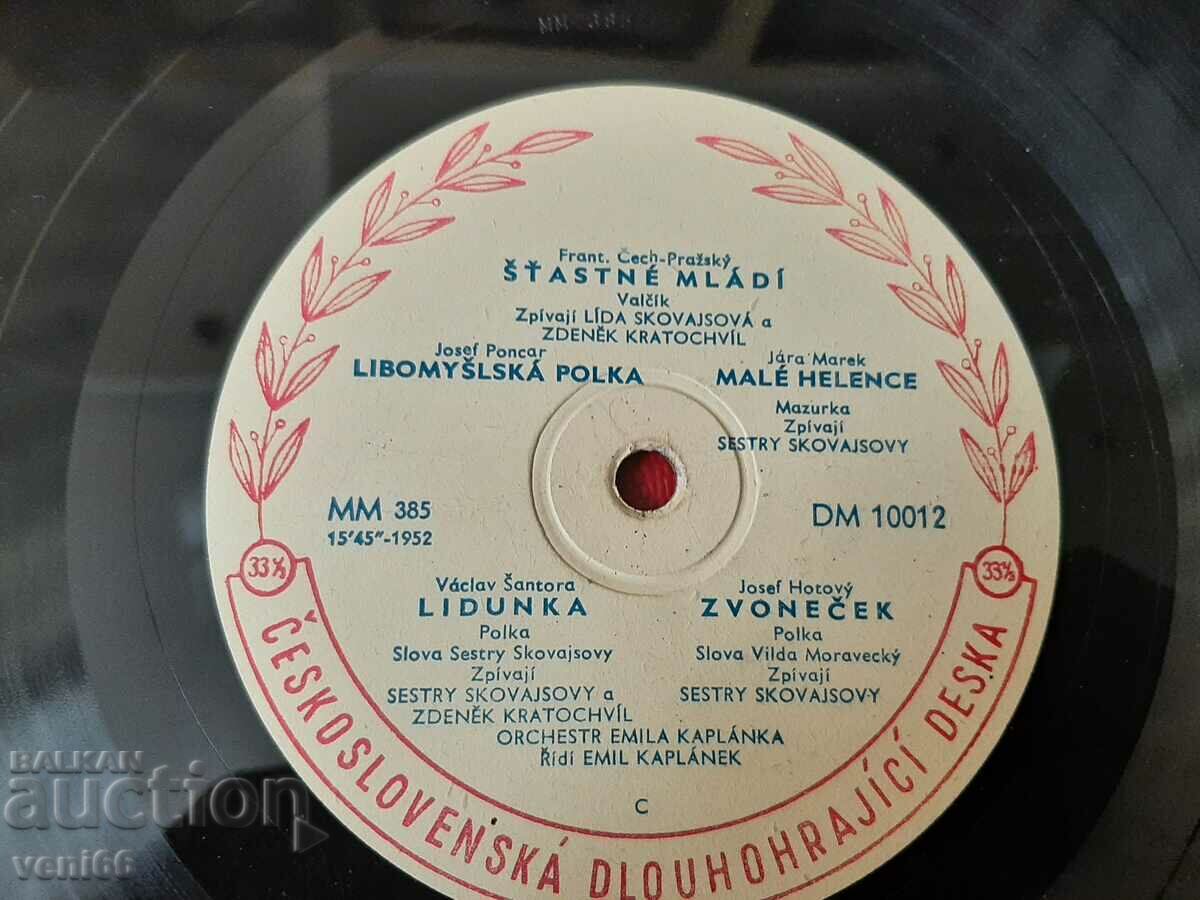 MM 385
Frant. Čech-Pražský
ŠŤASTNÉ MLÁDÍ
Valčík
Zpívají LÍDA SKOVAJSOVÁ a
ZDENĚK KRATOCHVÍL
Josef Poncar
LIBOMYŠLSKÁ POLKA
Jára Marek
MALÉ HELENCE
Mazurka
Zpívají
SESTRY SKOVAJSOVY
MM 385
15'45"-1952
DM 10012
33⅓
33⅓
Václav Šantora
LIDUNKA
Polka
Slova Sestry Skovajsovy
Zpívají
SESTRY SKOVAJSOVY a
ZDENĚK KRATOCHVÍL
Josef Hotový
ZVONEČEK
Polka
Slova Vilda Moravecký
Zpívají
SESTRY SKOVAJSOVY
ORCHESTR EMILA KAPLÁNKA
Řídí EMIL KAPLÁNEK
C
ČESKOSLOVENSKÁ DLOUHOHRAJÍCÍ DESKA
BALKAN
auction
veni66